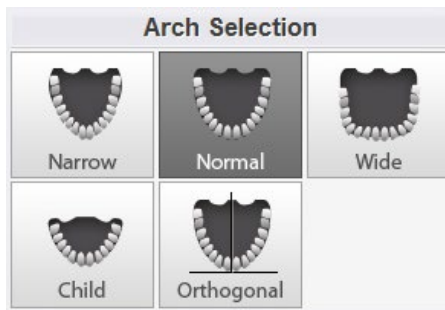 Arch Selection
Narrow
Normal
Wide
Child
Orthogonal